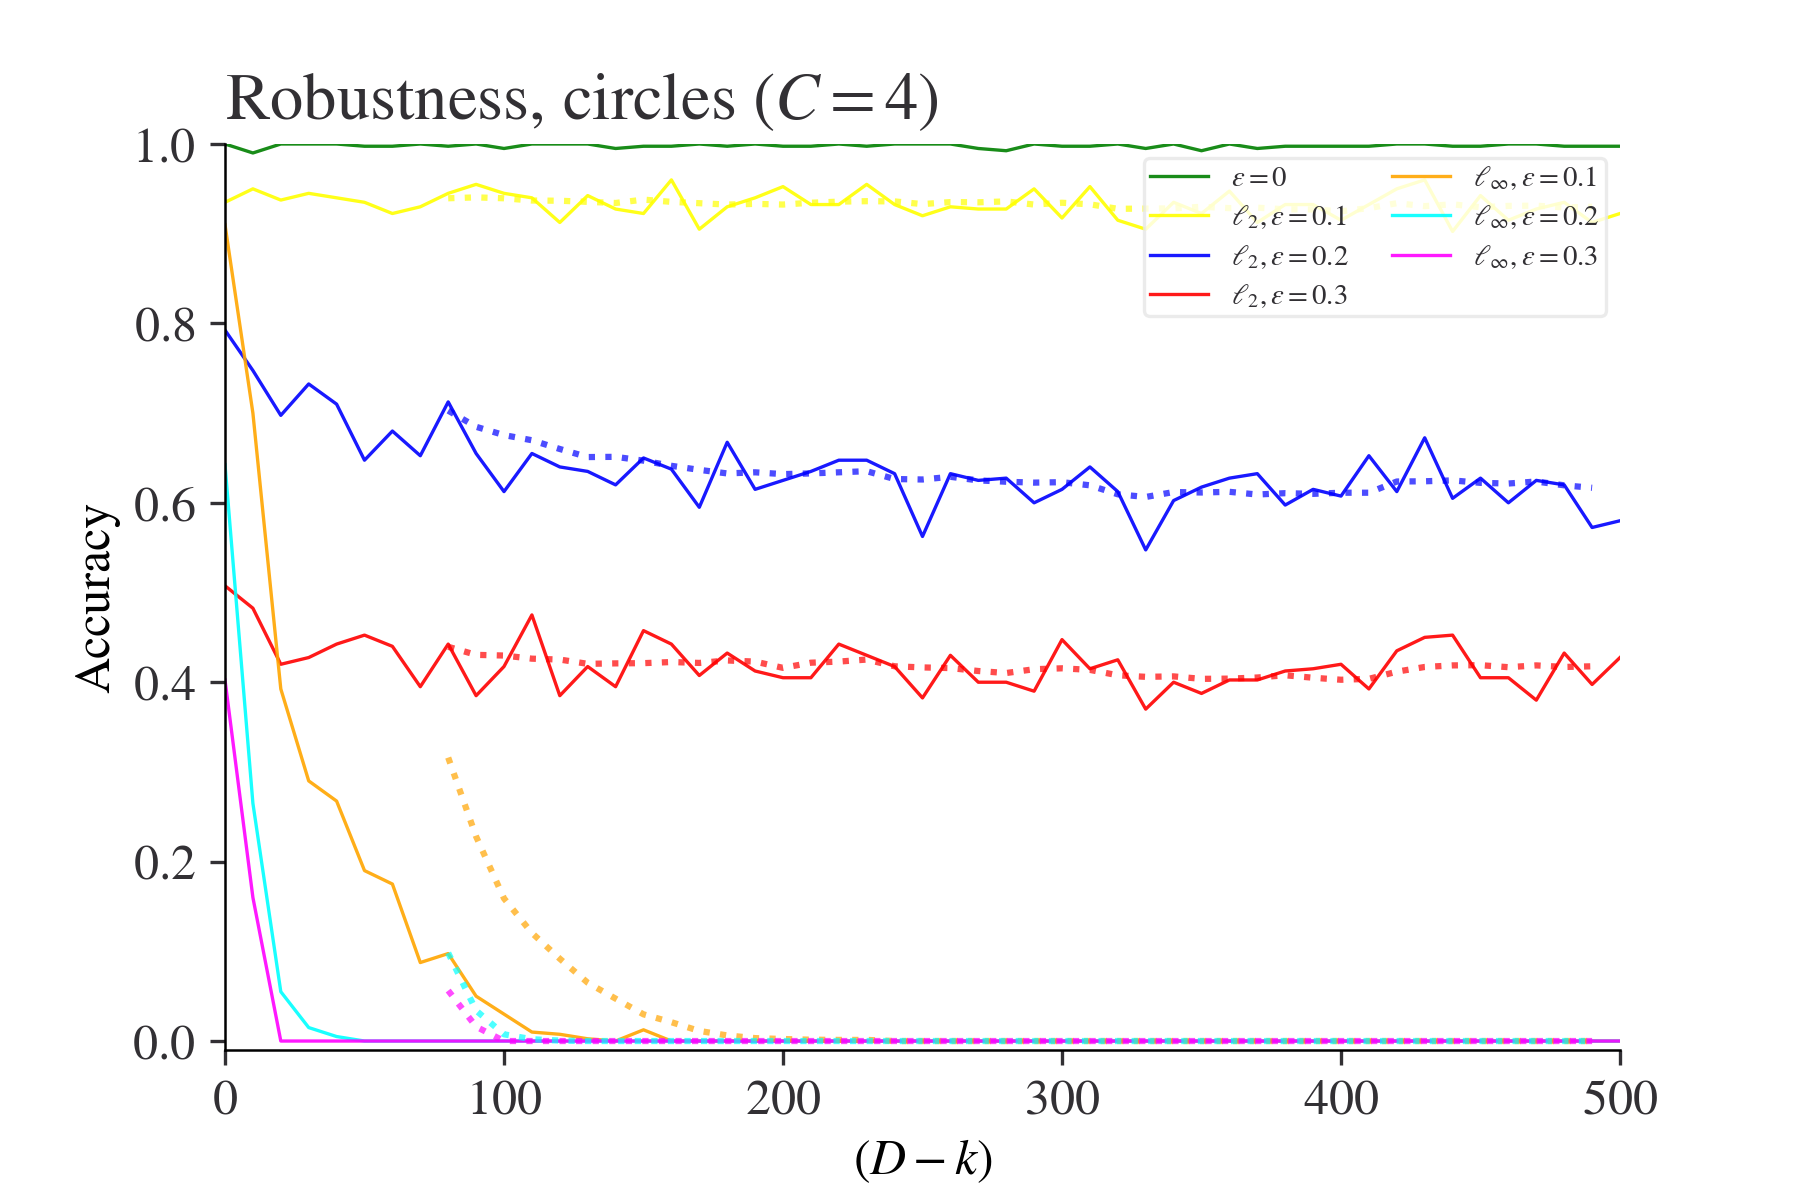 Robustness, circles (C = 4)
1.0
0.8
0.6
0.4
0.2
0.0
Accuracy
ε = 0
ℓ₂, ε = 0.1
ℓ₂, ε = 0.2
ℓ₂, ε = 0.3
ℓ∞, ε = 0.1
ℓ∞, ε = 0.2
ℓ∞, ε = 0.3
0 100 200 300 400 500
(D − k)